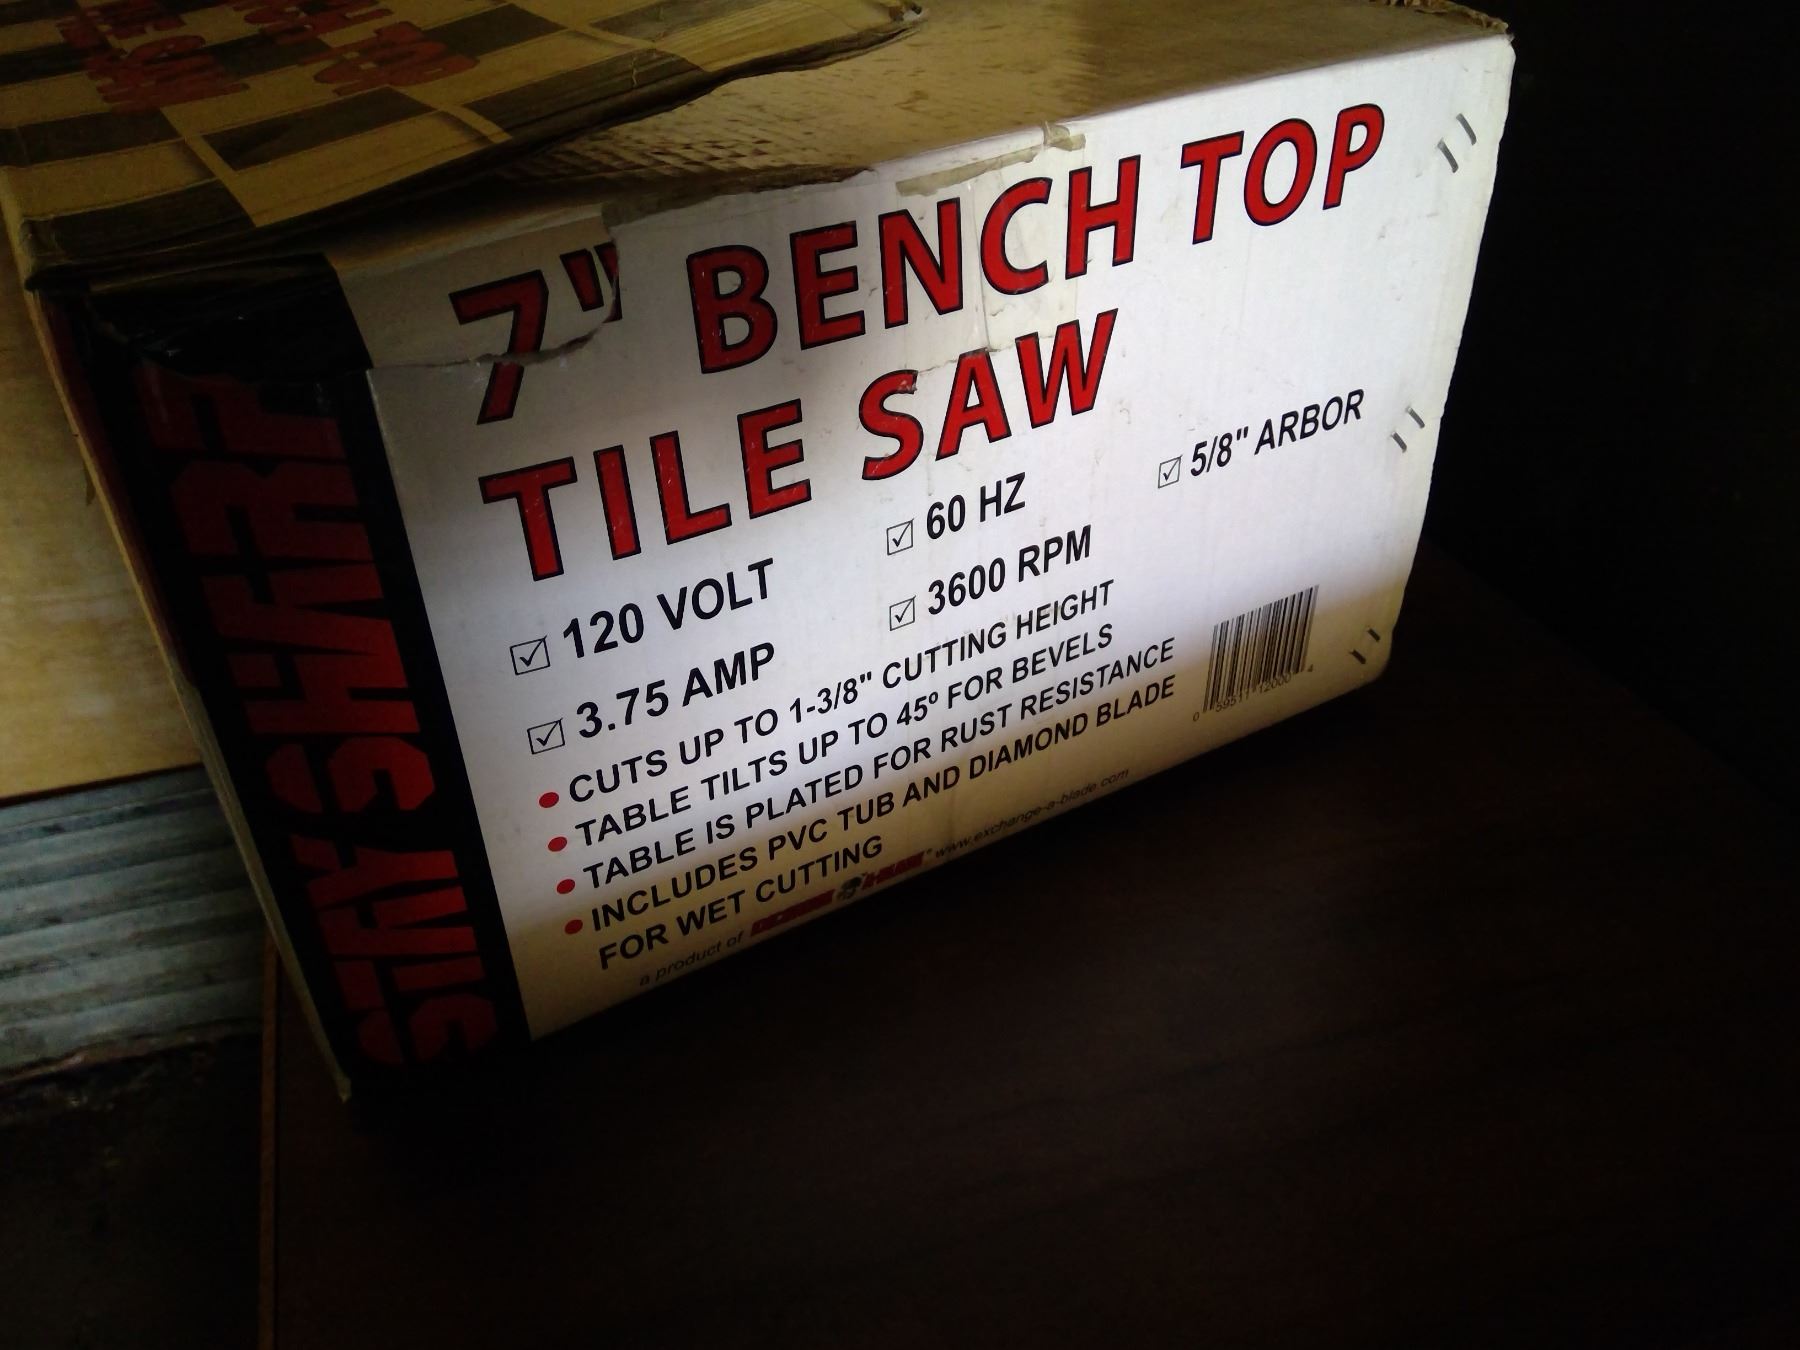 7" BENCH TOP
TILE SAW
120 VOLT
60 HZ
5/8" ARBOR
3.75 AMP
3600 RPM
CUTS UP TO 1-3/8" CUTTING HEIGHT
TABLE TILTS UP TO 45º FOR BEVELS
TABLE IS PLATED FOR RUST RESISTANCE
INCLUDES PVC TUB AND DIAMOND BLADE
FOR WET CUTTING
a product of
www.exchange-a-blade.com
STAY SHARP